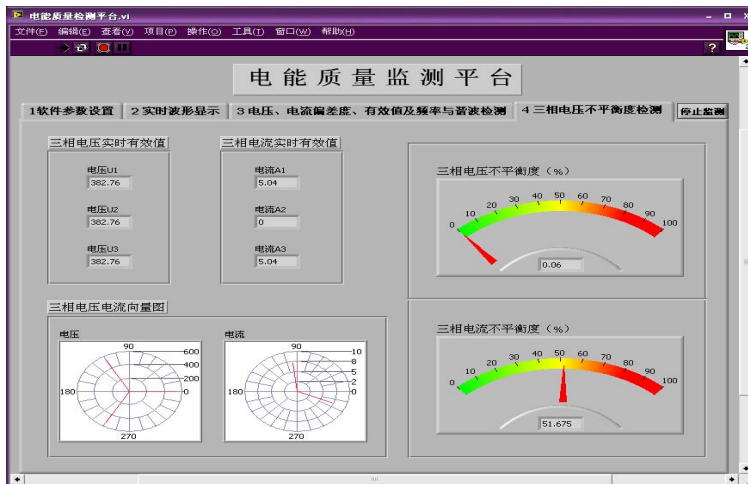 电能质量检测平台.vi
文件(F) 编辑(E) 查看(V) 项目(P) 操作(O) 工具(T) 窗口(W) 帮助(H)
?
电能质量监测平台
1软件参数设置 2实时波形显示 3电压、电流偏差度、有效值及频率与谐波检测 4三相电压不平衡度检测 停止监测
三相电压实时有效值
电压U1
382.76
电压U2
382.76
电压U3
382.76
三相电流实时有效值
电流A1
5.04
电流A2
0
电流A3
5.04
三相电压不平衡度（%）
0 10 20 30 40 50 60 70 80 90 100
0.06
三相电压电流向量图
电压
90
600
400
200
180
0
270
电流
90
10
8
5
2
180
0
270
三相电流不平衡度（%）
0 10 20 30 40 50 60 70 80 90 100
51.675